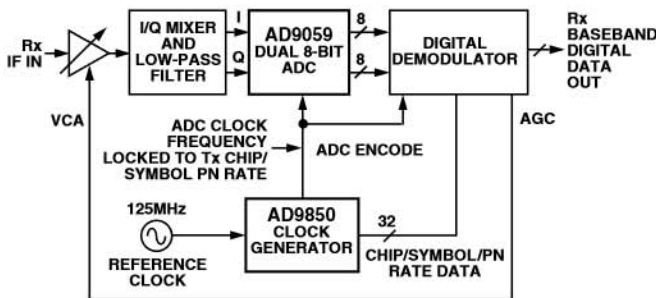 Rx
IF IN
VCA
I/Q MIXER
AND
LOW-PASS
FILTER
I
Q
AD9059
DUAL 8-BIT
ADC
8
8
DIGITAL
DEMODULATOR
Rx
BASEBAND
DIGITAL
DATA
OUT
AGC
ADC CLOCK
FREQUENCY
LOCKED TO Tx CHIP/
SYMBOL PN RATE
ADC ENCODE
125MHz
REFERENCE
CLOCK
AD9850
CLOCK
GENERATOR
32
CHIP/SYMBOL/PN
RATE DATA